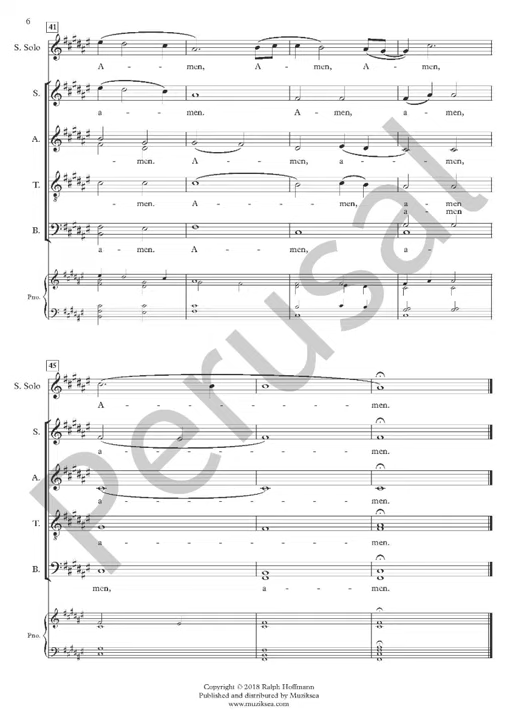 6
41
S. Solo
A - men, A - men, A - men,
S.
a - men. A - men, a -
A.
a - men. A - men, a - men.
T.
a - men. A - men, a - men
a - men
B.
a - men. A - men, a -
Pno.
45
S. Solo
A - men.
S.
a - men.
A.
a - men.
T.
a - men.
B.
men, a - men.
Pno.
Perusal
Copyright © 2018 Ralph Hoffmann
Published and distributed by Muziksea
www.muziksea.com